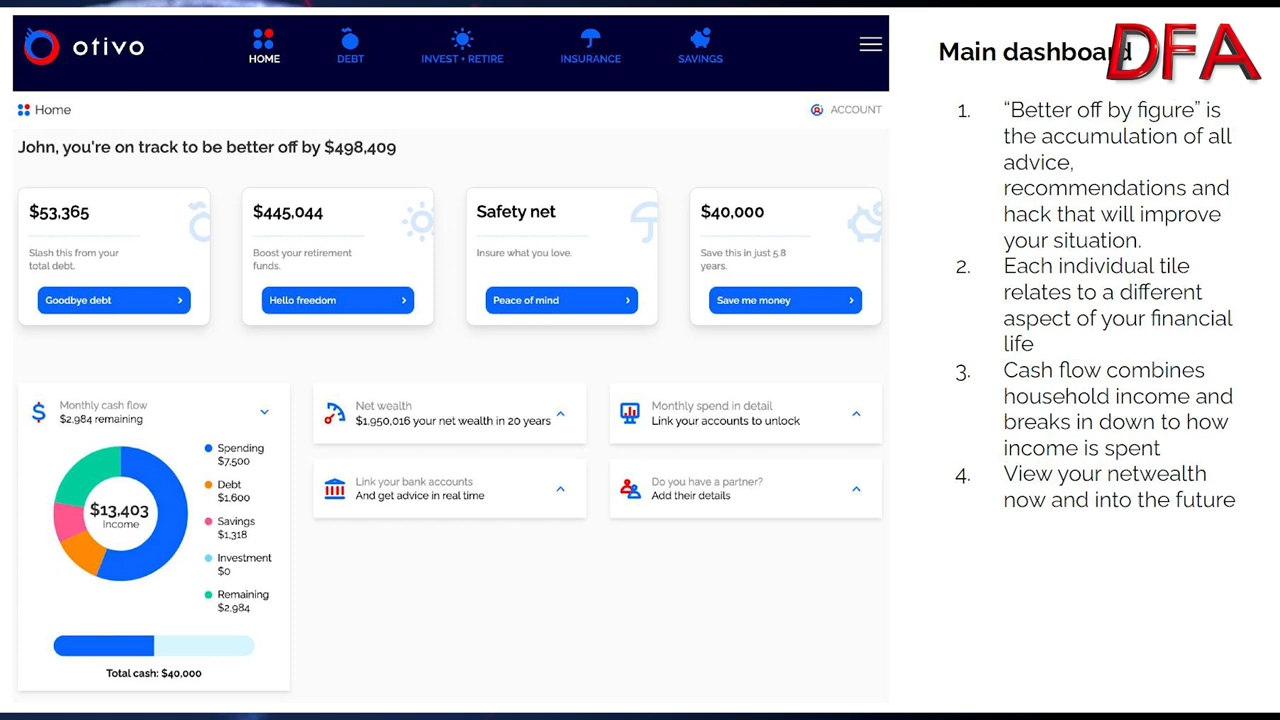 otivo
HOME
DEBT
INVEST + RETIRE
INSURANCE
SAVINGS
Home
ACCOUNT
John, you're on track to be better off by $498,409
$53,365
Slash this from your
total debt.
Goodbye debt
$445,044
Boost your retirement
funds.
Hello freedom
Safety net
Insure what you love.
Peace of mind
$40,000
Save this in just 5.8
years.
Save me money
Monthly cash flow
$2,984 remaining
$13,403
Income
Spending
$7,500
Debt
$1,600
Savings
$1,318
Investment
$0
Remaining
$2,984
Total cash: $40,000
Net wealth
$1,950,016 your net wealth in 20 years
Monthly spend in detail
Link your accounts to unlock
Link your bank accounts
And get advice in real time
Do you have a partner?
Add their details
Main dashboard
DFA
1. “Better off by figure” is
the accumulation of all
advice,
recommendations and
hack that will improve
your situation.
2. Each individual tile
relates to a different
aspect of your financial
life
3. Cash flow combines
household income and
breaks in down to how
income is spent
4. View your netwealth
now and into the future